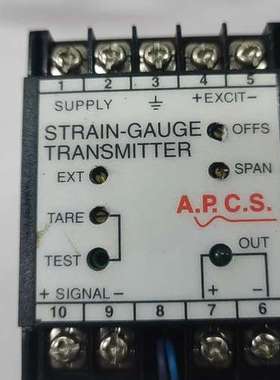 1 2 3 4 5
SUPPLY ⏚ +EXCIT-
STRAIN-GAUGE OFFS
TRANSMITTER
EXT SPAN
TARE A.P.C.S.
TEST OUT
+ SIGNAL- + -
10 9 8 7 6